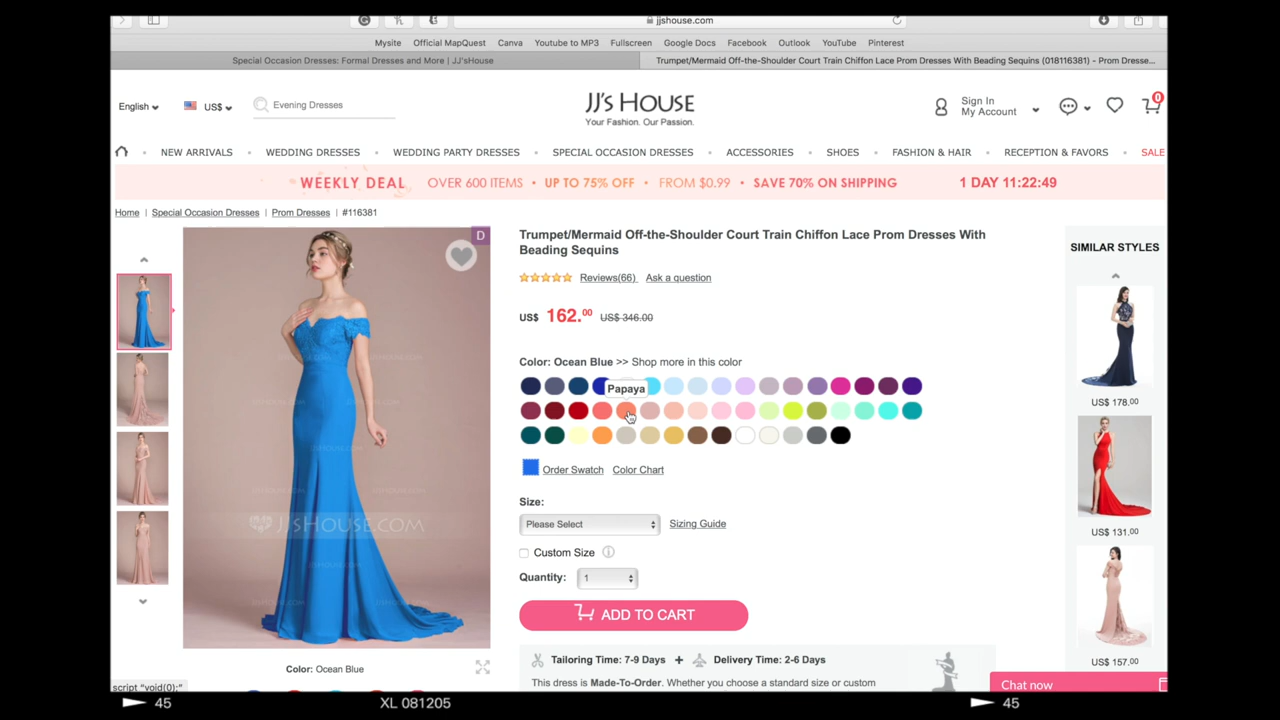 jjshouse.com
Mysite Official MapQuest Canva Youtube to MP3 Fullscreen Google Docs Facebook Outlook YouTube Pinterest
Special Occasion Dresses: Formal Dresses and More | JJ'sHouse Trumpet/Mermaid Off-the-Shoulder Court Train Chiffon Lace Prom Dresses With Beading Sequins (018116381) - Prom Dresse...
English US$ Evening Dresses
JJ's HOUSE
Your Fashion. Our Passion.
Sign In
My Account
0
NEW ARRIVALS WEDDING DRESSES WEDDING PARTY DRESSES SPECIAL OCCASION DRESSES ACCESSORIES SHOES FASHION & HAIR RECEPTION & FAVORS SALE
WEEKLY DEAL OVER 600 ITEMS • UP TO 75% OFF • FROM $0.99 • SAVE 70% ON SHIPPING 1 DAY 11:22:49
Home | Special Occasion Dresses | Prom Dresses | #116381
D
JJsHOUSE.COM
Color: Ocean Blue
Trumpet/Mermaid Off-the-Shoulder Court Train Chiffon Lace Prom Dresses With
Beading Sequins
Reviews(66) Ask a question
US$ 162.00 US$ 346.00
Color: Ocean Blue >> Shop more in this color
Papaya
Order Swatch Color Chart
Size:
Please Select Sizing Guide
Custom Size
Quantity: 1
ADD TO CART
Tailoring Time: 7-9 Days + Delivery Time: 2-6 Days
This dress is Made-To-Order. Whether you choose a standard size or custom
SIMILAR STYLES
US$ 178.00
US$ 131.00
US$ 157.00
Chat now
script "void(0);"
45 XL 081205 45